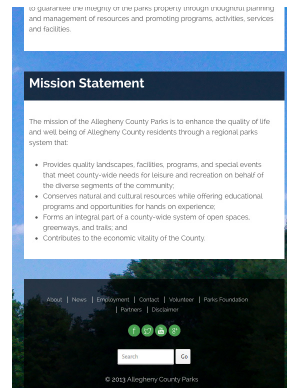 to guarantee the integrity of the parks property through thoughtful planning
and management of resources and promoting programs, activities, services
and facilities.
Mission Statement
The mission of the Allegheny County Parks is to enhance the quality of life
and well being of Allegheny County residents through a regional parks
system that:
• Provides quality landscapes, facilities, programs, and special events
that meet county-wide needs for leisure and recreation on behalf of
the diverse segments of the community;
• Conserves natural and cultural resources while offering educational
programs and opportunities for hands on experience;
• Forms an integral part of a county-wide system of open spaces,
greenways, and trails; and
• Contributes to the economic vitality of the County.
About | News | Employment | Contact | Volunteer | Parks Foundation
| Partners | Disclaimer
Search Go
© 2013 Allegheny County Parks